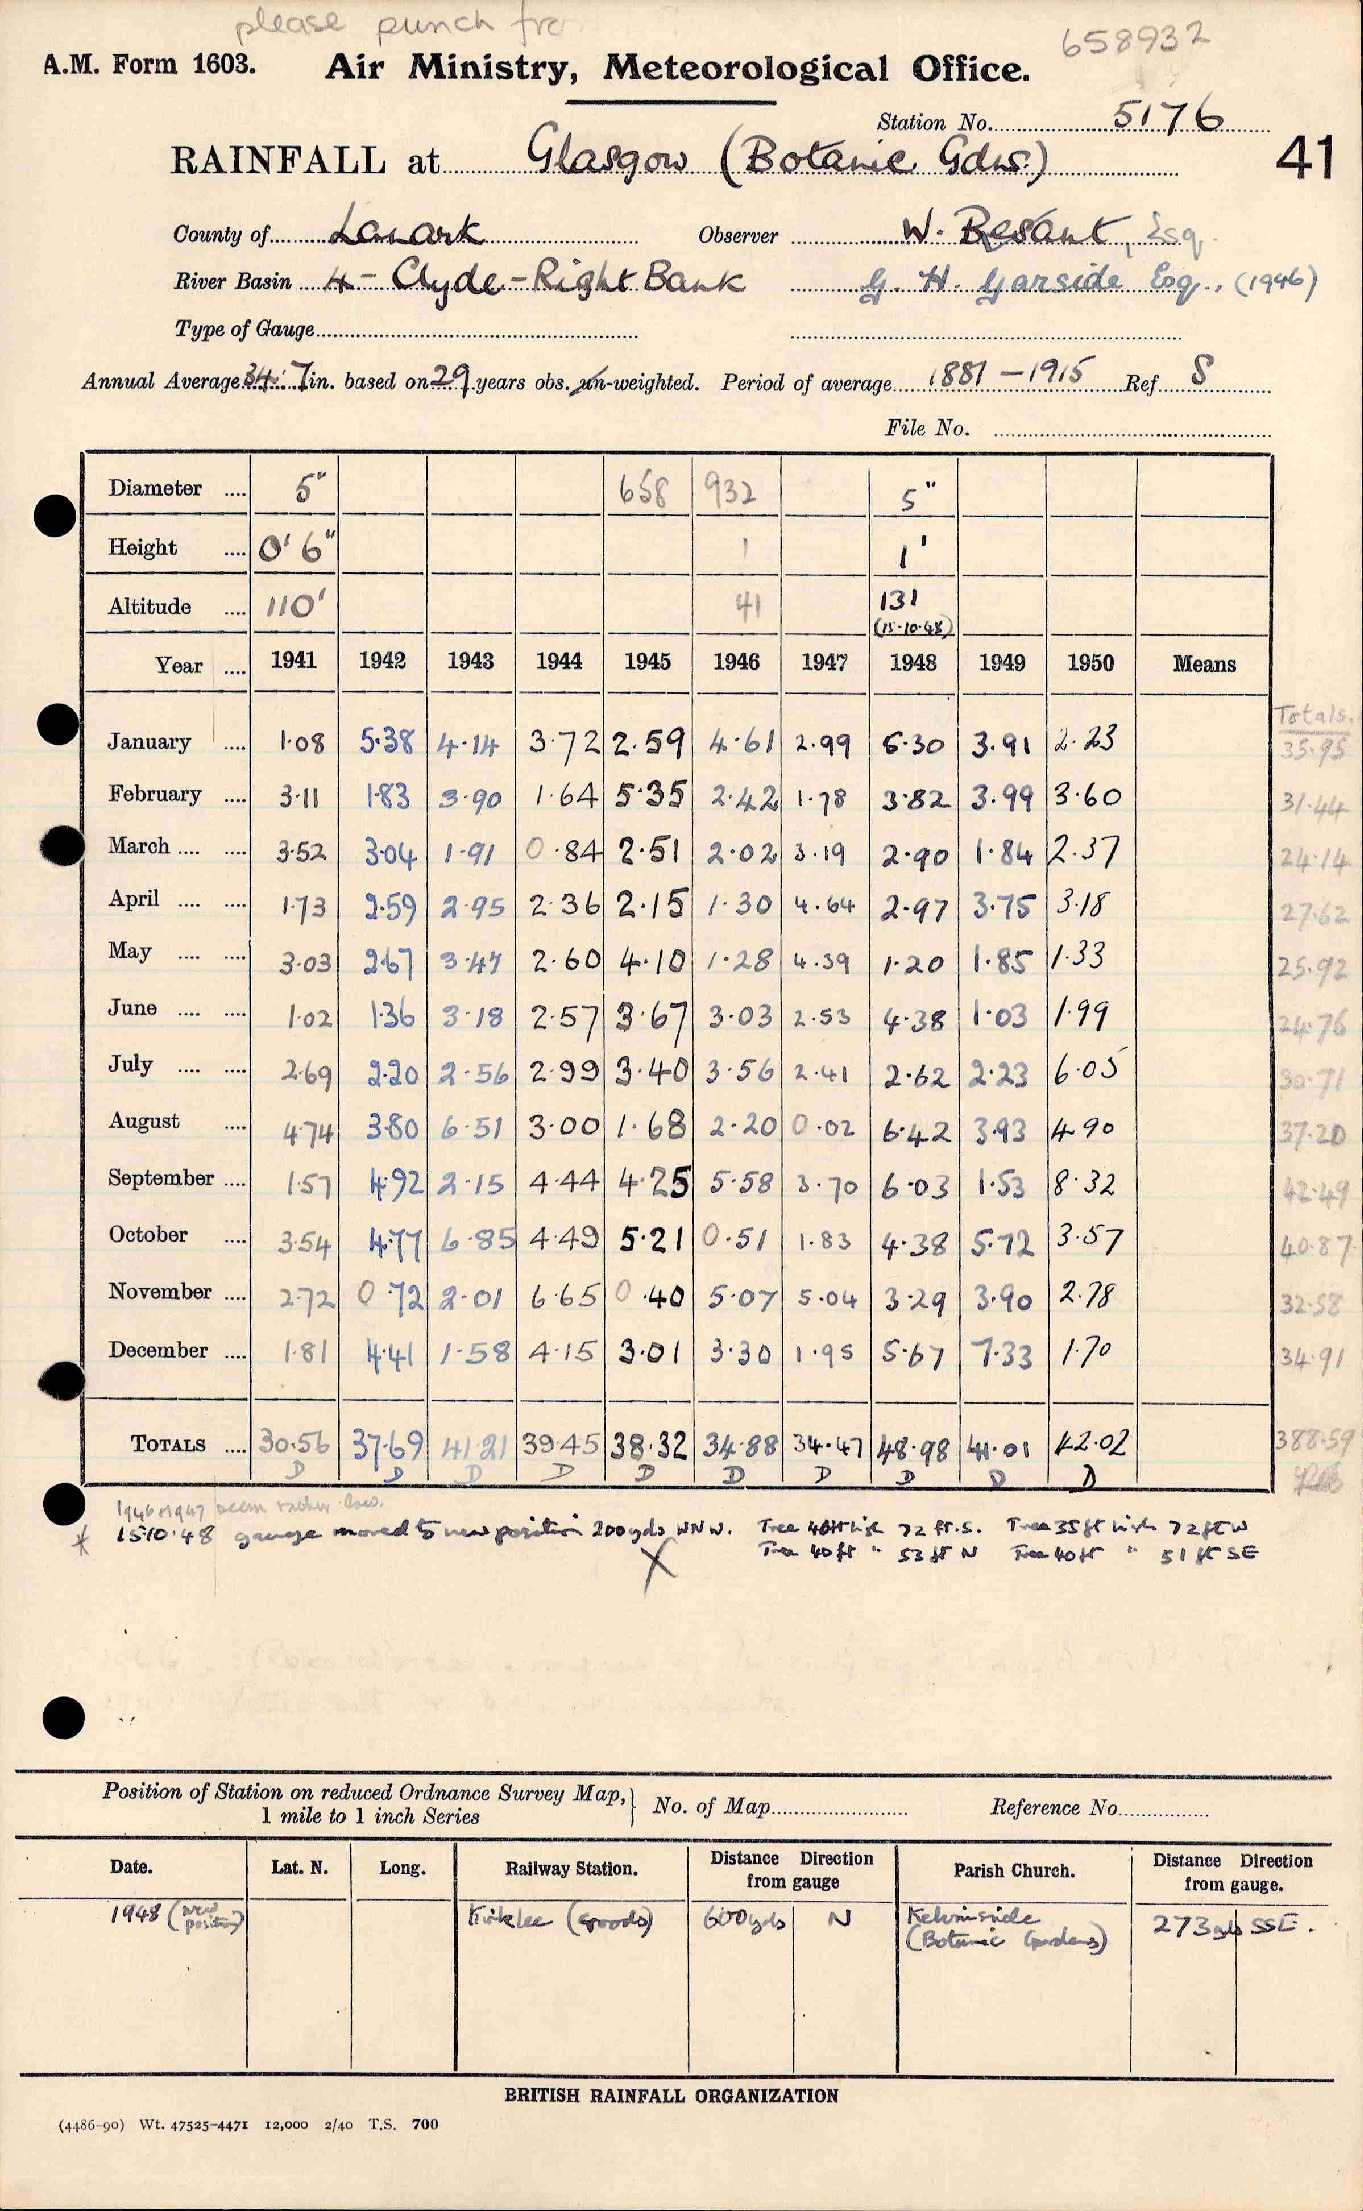 please punch fro
658932
A.M. Form 1603. Air Ministry, Meteorological Office.
Station No. 5176
41
RAINFALL at Glasgow (Botanic Gdns.)
County of Lanark Observer W. Besant, Esq.
River Basin 4 - Clyde - Right Bank G. H. Garside Esq., (1946)
Type of Gauge
Annual Average 34.7 in. based on 29 years obs. un-weighted. Period of average 1881 - 1915 Ref. S
File No.
Diameter .... 5" 658 932 5"
Height .... 0' 6" 1 1'
Altitude .... 110' 41 131 (15-10-48)
Year .... 1941 1942 1943 1944 1945 1946 1947 1948 1949 1950 Means
Totals.
January .... 1.08 5.38 4.14 3.72 2.59 4.61 2.99 5.30 3.91 2.23 35.95
February .... 3.11 1.83 3.90 1.64 5.35 2.42 1.78 3.82 3.99 3.60 31.44
March .... .... 3.52 3.04 1.91 0.84 2.51 2.02 3.19 2.90 1.84 2.37 24.14
April .... .... 1.73 2.59 2.95 2.36 2.15 1.30 4.64 2.97 3.75 3.18 27.62
May .... .... 3.03 2.67 3.47 2.60 4.10 1.28 4.39 1.20 1.85 1.33 25.92
June .... .... 1.02 1.36 3.18 2.57 3.67 3.03 2.53 4.38 1.03 1.99 24.76
July .... .... 2.69 2.20 2.56 2.99 3.40 3.56 2.41 2.62 2.23 6.05 30.71
August .... 4.74 3.80 6.51 3.00 1.68 2.20 0.02 6.42 3.93 4.90 37.20
September .... 1.57 4.92 2.15 4.44 4.25 5.58 3.70 6.03 1.53 8.32 42.49
October .... 3.54 4.77 6.85 4.49 5.21 0.51 1.83 4.38 5.72 3.57 40.87
November .... 2.72 0.72 2.01 6.65 0.40 5.07 5.04 3.29 3.90 2.78 32.58
December .... 1.81 4.41 1.58 4.15 3.01 3.30 1.95 5.67 7.33 1.70 34.91
TOTALS .... 30.56 37.69 41.21 39.45 38.32 34.88 34.47 48.98 41.01 42.02 388.59
D D D D D D D D D D
1946 & 1947 seem rather low.
* 15.10.48 gauge moved to new position 200 yds WNW. Tree 40ft high 72 ft. S. Tree 35 ft high 72 ft W
Tree 40 ft " 53 ft N Tree 40 ft " 51 ft SE
X
Position of Station on reduced Ordnance Survey Map, 1 mile to 1 inch Series } No. of Map Reference No.
Date. Lat. N. Long. Railway Station. Distance Direction from gauge Parish Church. Distance Direction from gauge.
1948 (new position) Kirklee (goods) 600 yds N Kelvinside (Botanic Gardens) 273 yds SSE.
BRITISH RAINFALL ORGANIZATION
(4486-90) Wt. 47525-4471 12,000 2/40 T.S. 700